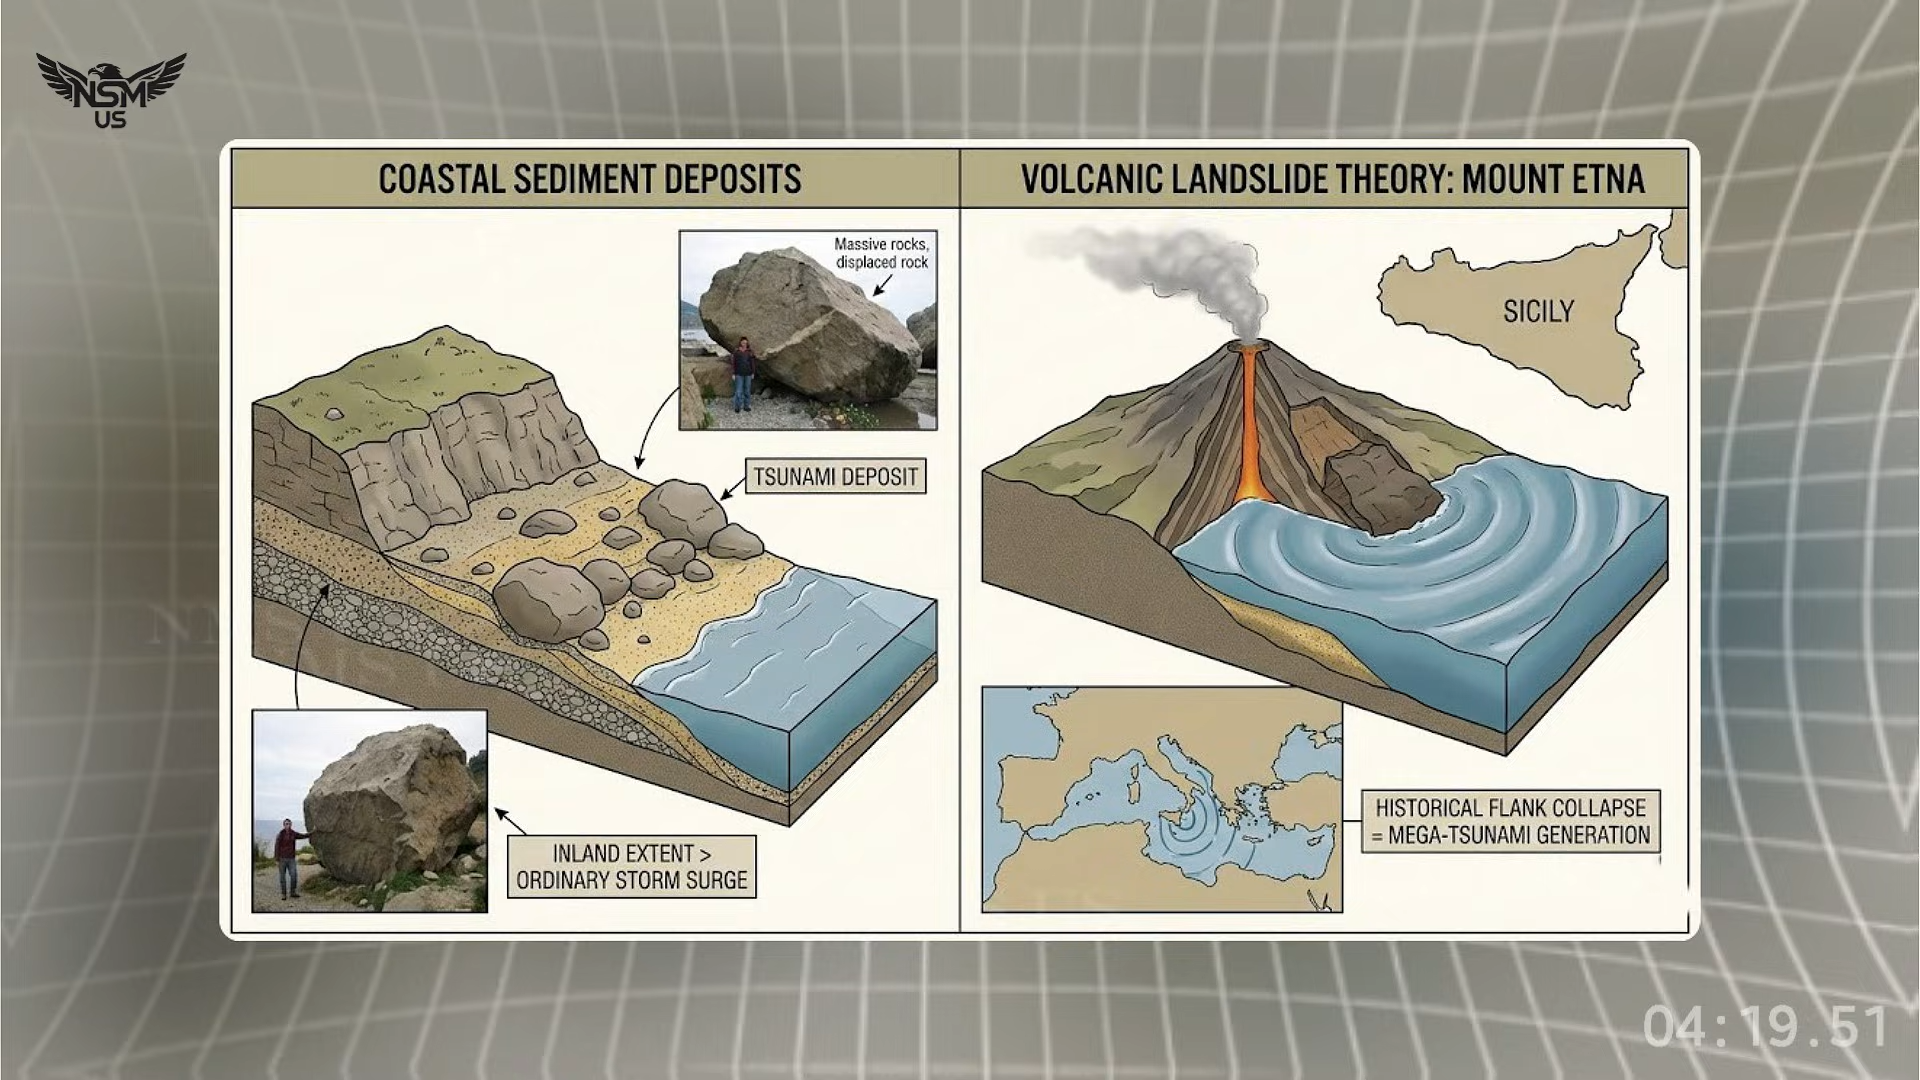 NSM
US
COASTAL SEDIMENT DEPOSITS
Massive rocks,
displaced rock
TSUNAMI DEPOSIT
INLAND EXTENT >
ORDINARY STORM SURGE
VOLCANIC LANDSLIDE THEORY: MOUNT ETNA
SICILY
HISTORICAL FLANK COLLAPSE
= MEGA-TSUNAMI GENERATION
04:19.51